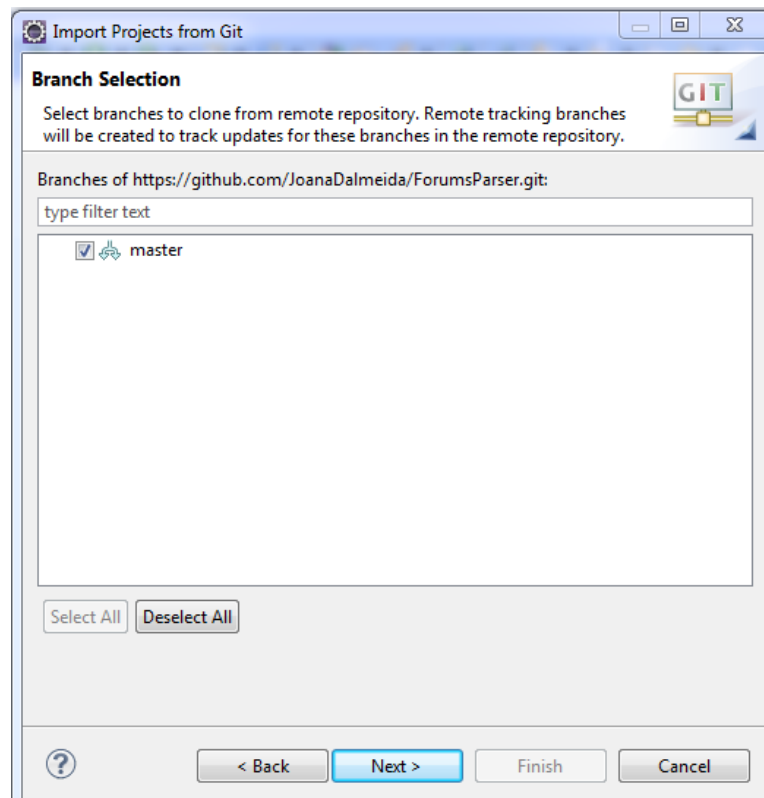 Import Projects from Git
Branch Selection
GIT
Select branches to clone from remote repository. Remote tracking branches
will be created to track updates for these branches in the remote repository.
Branches of https://github.com/JoanaDalmeida/ForumsParser.git:
type filter text
master
Select All Deselect All
? < Back Next > Finish Cancel